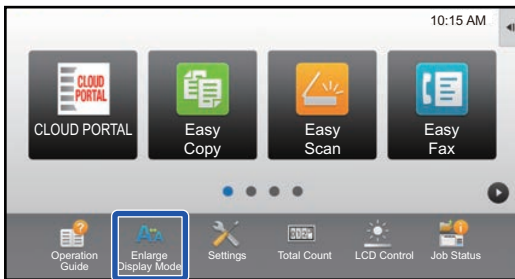 10:15 AM
CLOUD
PORTAL
CLOUD PORTAL
Easy
Copy
Easy
Scan
Easy
Fax
Operation
Guide
Enlarge
Display Mode
Settings
Total Count
LCD Control
Job Status